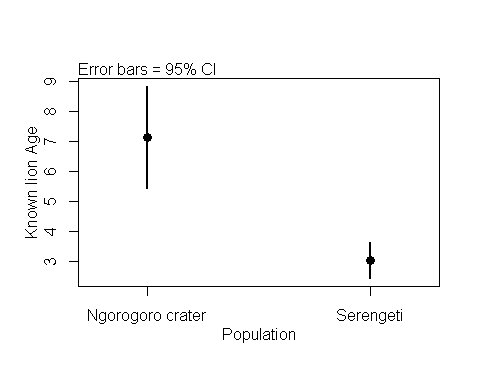 Error bars = 95% CI
9
8
7
6
5
4
3
Known lion Age
Ngorogoro crater
Serengeti
Population